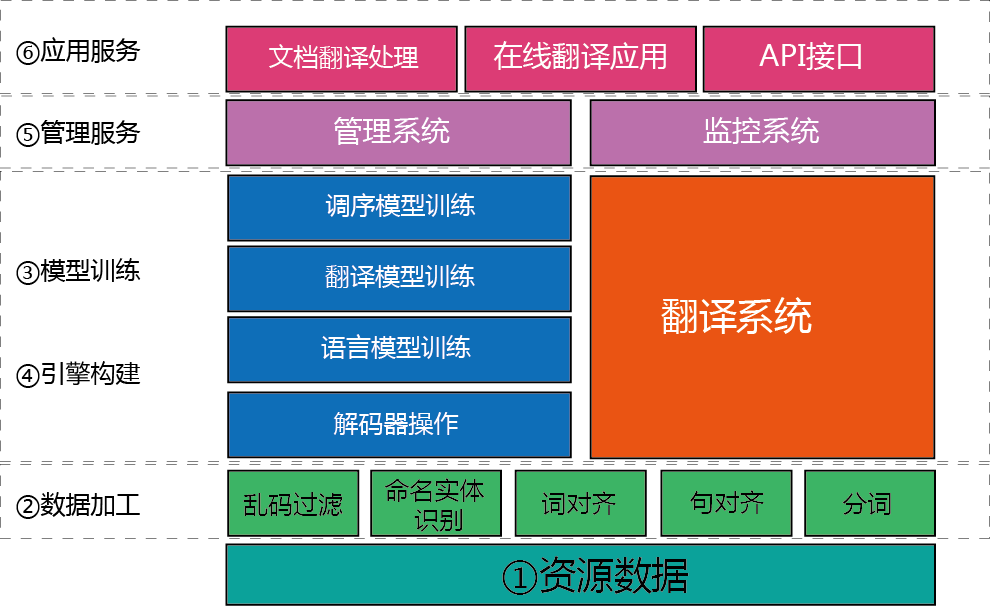 ⑥应用服务
文档翻译处理
在线翻译应用
API接口
⑤管理服务
管理系统
监控系统
③模型训练
④引擎构建
调序模型训练
翻译模型训练
语言模型训练
解码器操作
翻译系统
②数据加工
乱码过滤
命名实体
识别
词对齐
句对齐
分词
①资源数据